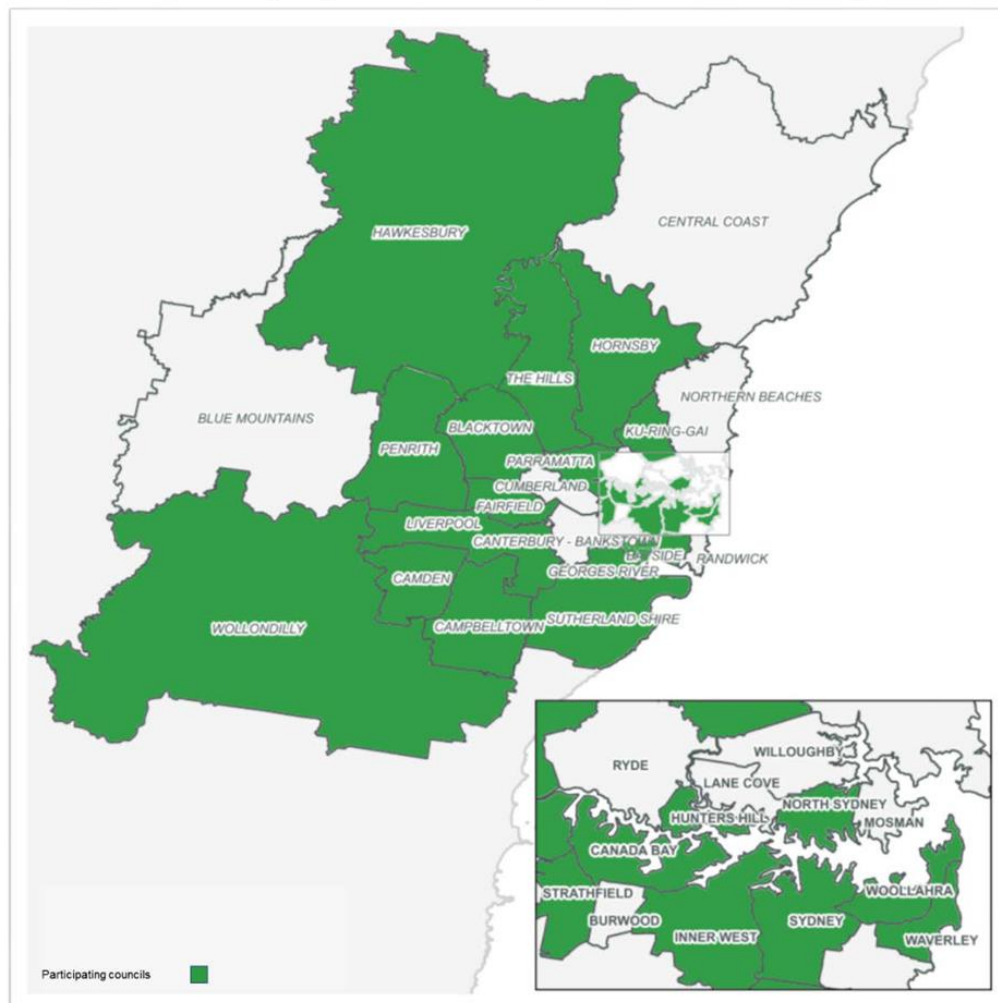 CENTRAL COAST
HAWKESBURY
HORNSBY
THE HILLS
NORTHERN BEACHES
BLUE MOUNTAINS
KU-RING-GAI
BLACKTOWN
PENRITH
PARRAMATTA
CUMBERLAND
FAIRFIELD
LIVERPOOL
CANTERBURY - BANKSTOWN
RANDWICK
GEORGES RIVER
CAMDEN
SUTHERLAND SHIRE
CAMPBELLTOWN
WOLLONDILLY
WILLOUGHBY
RYDE
LANE COVE
NORTH SYDNEY
HUNTERS HILL
MOSMAN
CANADA BAY
STRATHFIELD
WOOLLAHRA
BURWOOD
SYDNEY
INNER WEST
WAVERLEY
Participating councils